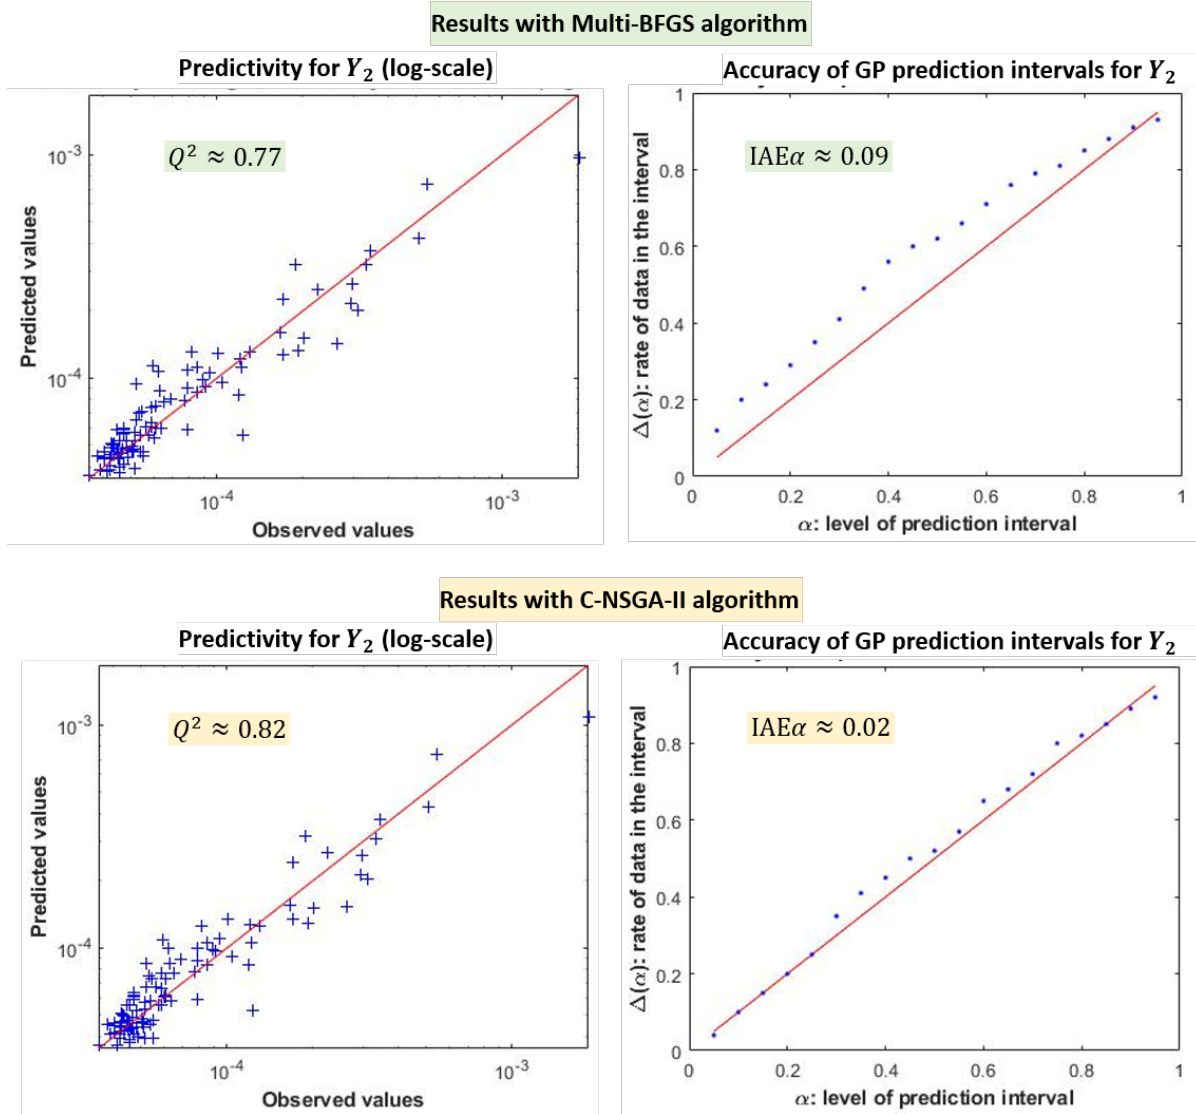 Results with Multi-BFGS algorithm
Predictivity for Y₂ (log-scale)
Q² ≈ 0.77
10⁻³
10⁻⁴
Predicted values
10⁻⁴
10⁻³
Observed values
Accuracy of GP prediction intervals for Y₂
IAEα ≈ 0.09
1
0.8
0.6
0.4
0.2
0
Δ(α): rate of data in the interval
0
0.2
0.4
0.6
0.8
1
α: level of prediction interval
Results with C-NSGA-II algorithm
Predictivity for Y₂ (log-scale)
Q² ≈ 0.82
10⁻³
10⁻⁴
Predicted values
10⁻⁴
10⁻³
Observed values
Accuracy of GP prediction intervals for Y₂
IAEα ≈ 0.02
1
0.8
0.6
0.4
0.2
0
Δ(α): rate of data in the interval
0
0.2
0.4
0.6
0.8
1
α: level of prediction interval